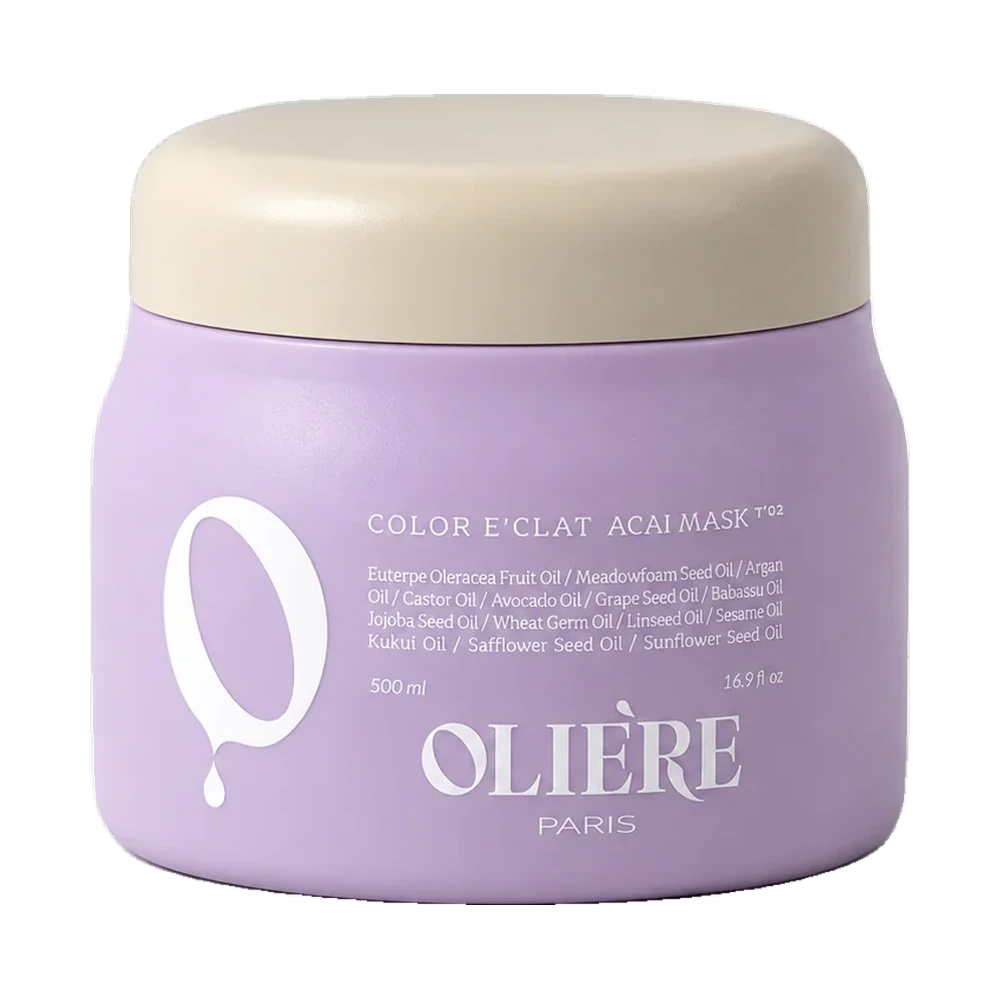 COLOR E'CLAT ACAI MASK T'02
Euterpe Oleracea Fruit Oil / Meadowfoam Seed Oil / Argan
Oil / Castor Oil / Avocado Oil / Grape Seed Oil / Babassu Oil
Jojoba Seed Oil / Wheat Germ Oil / Linseed Oil / Sesame Oil
Kukui Oil / Safflower Seed Oil / Sunflower Seed Oil
500 ml 16.9 fl oz
OLIÈRE
PARIS